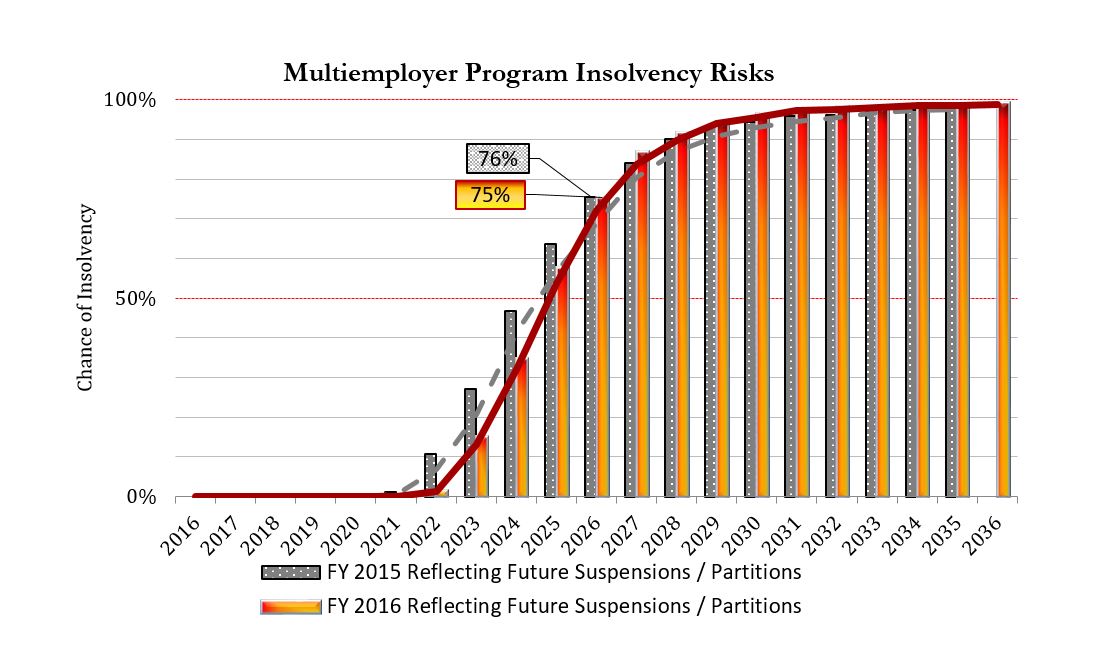 Multiemployer Program Insolvency Risks
100%
76%
75%
Chance of Insolvency
50%
0%
2016 2017 2018 2019 2020 2021 2022 2023 2024 2025 2026 2027 2028 2029 2030 2031 2032 2033 2034 2035 2036
FY 2015 Reflecting Future Suspensions / Partitions
FY 2016 Reflecting Future Suspensions / Partitions